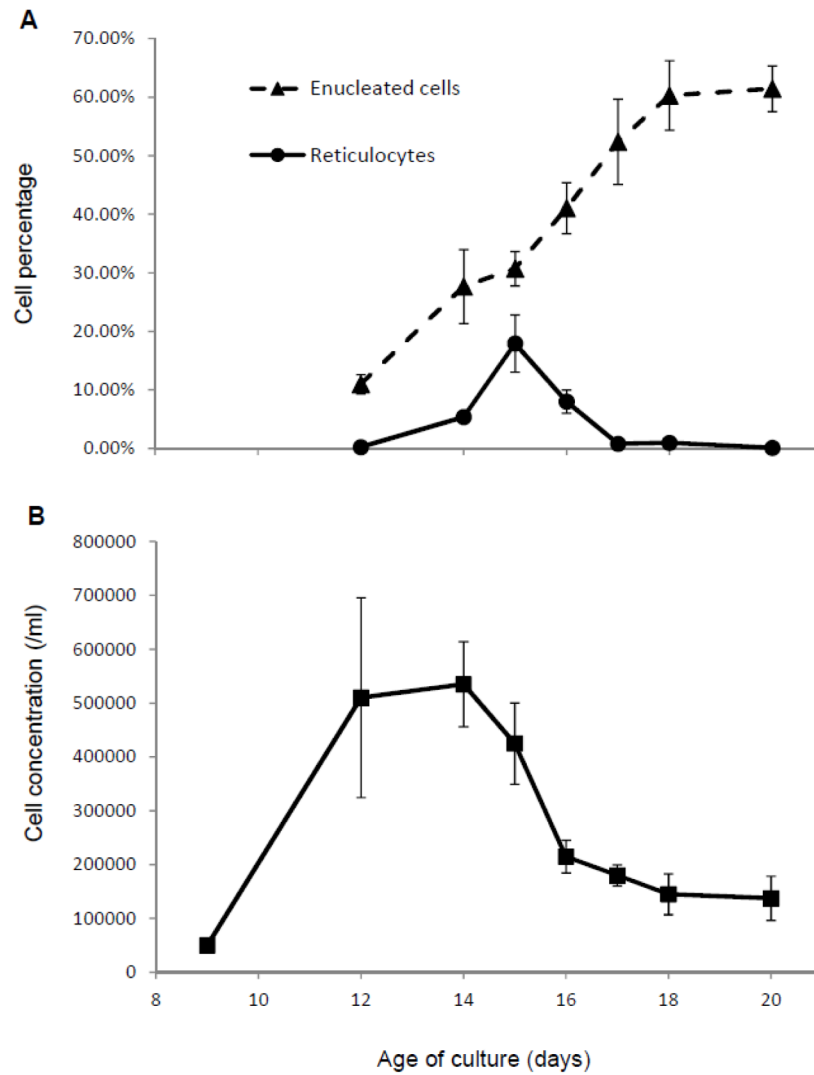 A
70.00%
60.00%
50.00%
40.00%
30.00%
20.00%
10.00%
0.00%
Cell percentage
Enucleated cells
Reticulocytes
B
800000
700000
600000
500000
400000
300000
200000
100000
0
Cell concentration (/ml)
8 10 12 14 16 18 20
Age of culture (days)